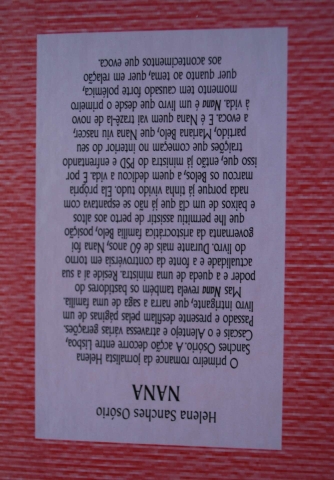 Helena Sanches Osório
NANA
O primeiro romance da jornalista Helena
Sanches Osório. A acção decorre entre Lisboa,
Cascais e o Alentejo e atravessa várias gerações.
Passado e presente desfilam pelas páginas de um
livro intrigante, que narra a saga de uma família.
Mas Nana revela também os bastidores do
poder e a queda de uma ministra. Reside aí a sua
actualidade e a fonte da controvérsia em torno
do livro. Durante mais de 60 anos, Nana foi
governanta da aristocrática família Belo, posição
que lhe permitiu assistir de perto aos altos
e baixos de um clã que já não se espantava com
nada porque já tinha vivido tudo. Ela própria
marcou os Belos, a quem dedicou a vida. É por
isso que, então já ministra do PSD e enfrentando
traições que começam no interior do seu
partido, Mariana Belo, que Nana viu nascer,
a evoca. E é Nana quem vai trazê-la de novo
à vida. Nana é um livro que desde o primeiro
momento tem causado forte polémica,
quer quanto ao tema, quer em relação
aos acontecimentos que evoca.